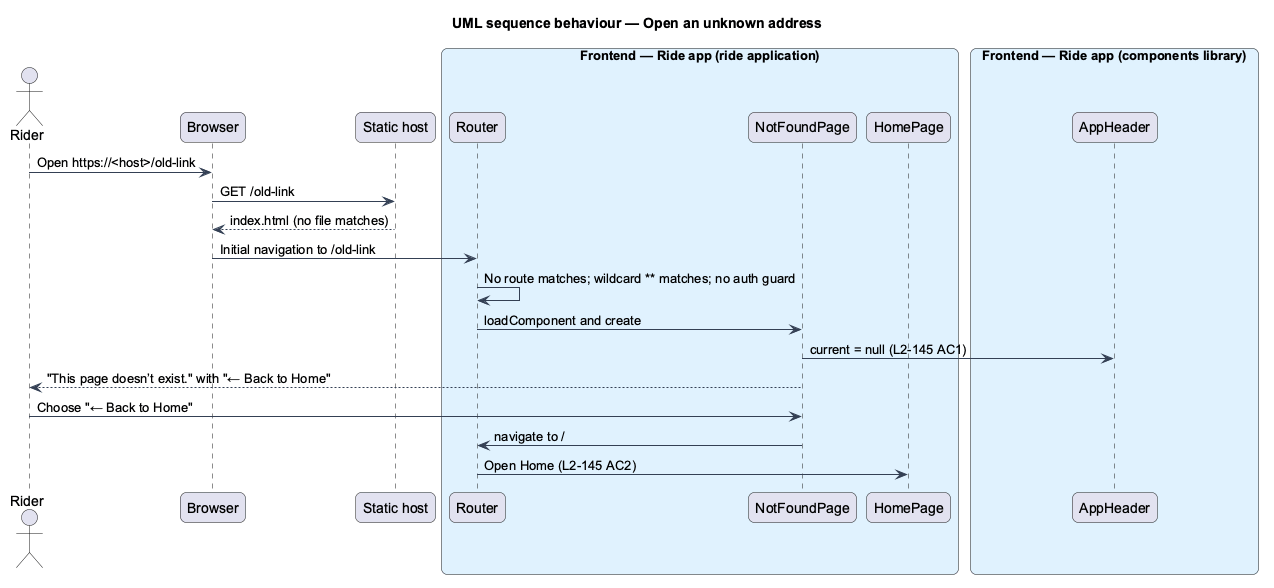 UML sequence behaviour — Open an unknown address
Frontend — Ride app (ride application)
Frontend — Ride app (components library)
Rider
Browser
Static host
Router
NotFoundPage
HomePage
AppHeader
Open https://<host>/old-link
GET /old-link
index.html (no file matches)
Initial navigation to /old-link
No route matches; wildcard ** matches; no auth guard
loadComponent and create
current = null (L2-145 AC1)
"This page doesn’t exist." with "← Back to Home"
Choose "← Back to Home"
navigate to /
Open Home (L2-145 AC2)
Rider
Browser
Static host
Router
NotFoundPage
HomePage
AppHeader